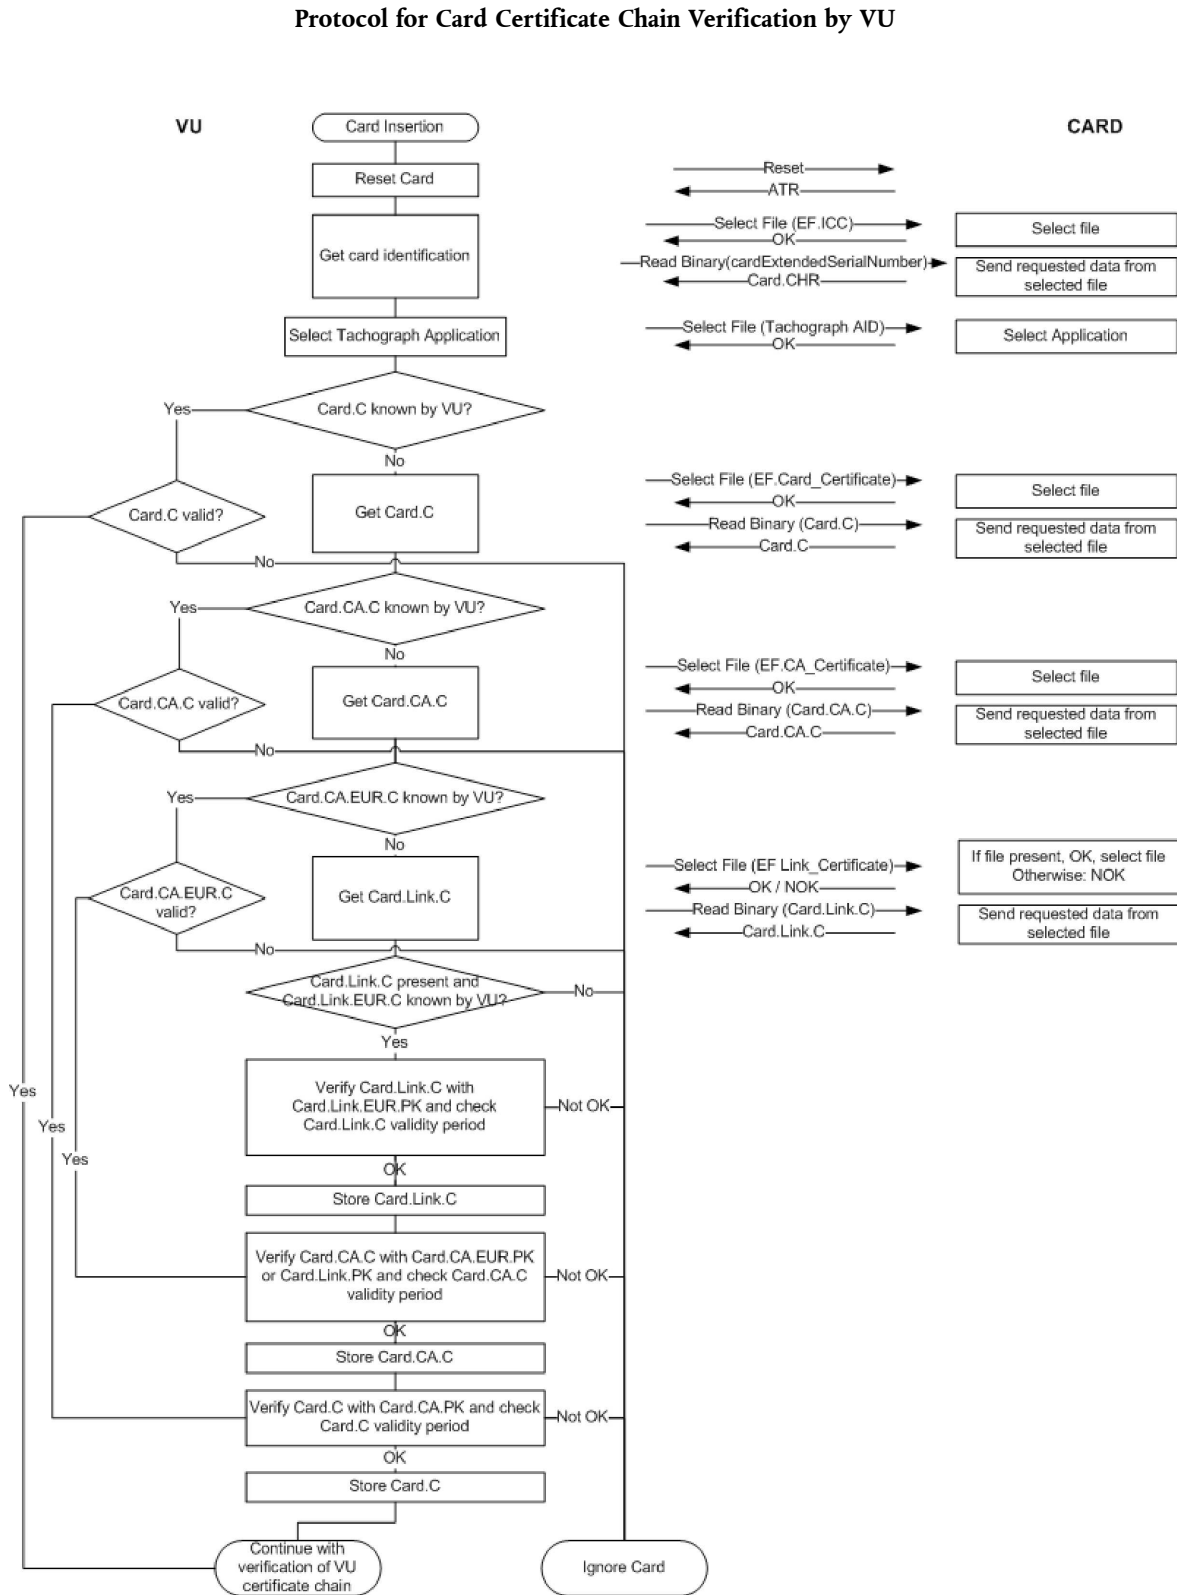 Protocol for Card Certificate Chain Verification by VU
VU
CARD
Card Insertion
Reset Card
Reset
ATR
Get card identification
Select File (EF.ICC)
OK
Select file
Read Binary(cardExtendedSerialNumber)
Card.CHR
Send requested data from
selected file
Select Tachograph Application
Select File (Tachograph AID)
OK
Select Application
Card.C known by VU?
Yes
No
Card.C valid?
Get Card.C
Select File (EF.Card_Certificate)
OK
Select file
Read Binary (Card.C)
Card.C
Send requested data from
selected file
No
Card.CA.C known by VU?
Yes
No
Card.CA.C valid?
Get Card.CA.C
Select File (EF.CA_Certificate)
OK
Select file
Read Binary (Card.CA.C)
Card.CA.C
Send requested data from
selected file
No
Card.CA.EUR.C known by VU?
Yes
No
Card.CA.EUR.C
valid?
Get Card.Link.C
Select File (EF Link_Certificate)
OK / NOK
If file present, OK, select file
Otherwise: NOK
Read Binary (Card.Link.C)
Card.Link.C
Send requested data from
selected file
No
Card.Link.C present and
Card.Link.EUR.C known by VU?
No
Yes
Yes
Yes
Yes
Verify Card.Link.C with
Card.Link.EUR.PK and check
Card.Link.C validity period
Not OK
OK
Store Card.Link.C
Verify Card.CA.C with Card.CA.EUR.PK
or Card.Link.PK and check Card.CA.C
validity period
Not OK
OK
Store Card.CA.C
Verify Card.C with Card.CA.PK and check
Card.C validity period
Not OK
OK
Store Card.C
Continue with
verification of VU
certificate chain
Ignore Card